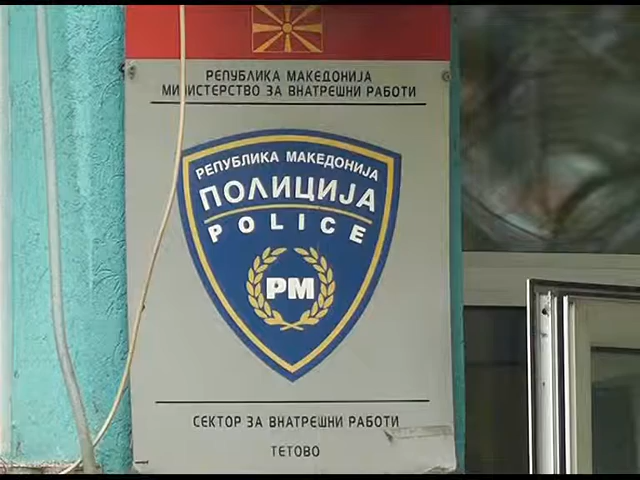 РЕПУБЛИКА МАКЕДОНИЈА
МИНИСТЕРСТВО ЗА ВНАТРЕШНИ РАБОТИ
РЕПУБЛИКА МАКЕДОНИЈА
ПОЛИЦИЈА
POLICE
РМ
СЕКТОР ЗА ВНАТРЕШНИ РАБОТИ
ТЕТОВО